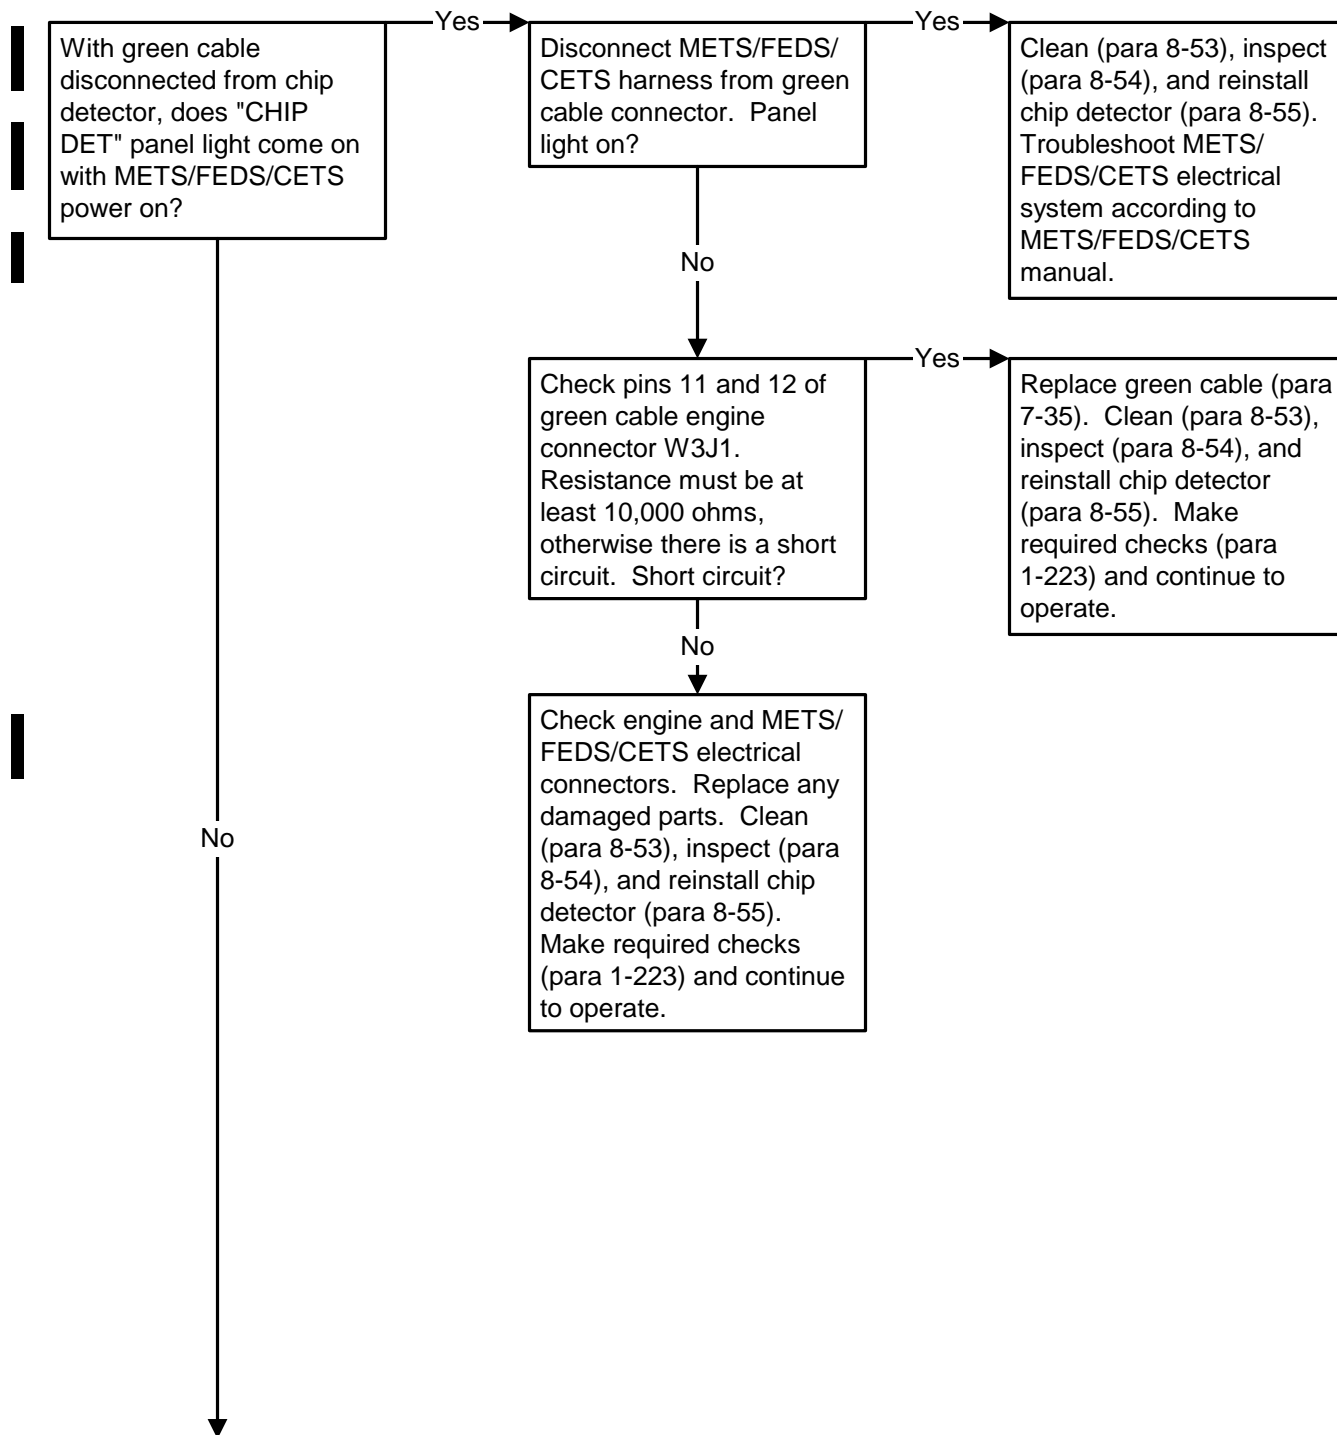 With green cable
disconnected from chip
detector, does "CHIP
DET" panel light come on
with METS/FEDS/CETS
power on?
Yes
Disconnect METS/FEDS/
CETS harness from green
cable connector. Panel
light on?
Yes
Clean (para 8-53), inspect
(para 8-54), and reinstall
chip detector (para 8-55).
Troubleshoot METS/
FEDS/CETS electrical
system according to
METS/FEDS/CETS
manual.
No
Check pins 11 and 12 of
green cable engine
connector W3J1.
Resistance must be at
least 10,000 ohms,
otherwise there is a short
circuit. Short circuit?
Yes
Replace green cable (para
7-35). Clean (para 8-53),
inspect (para 8-54), and
reinstall chip detector
(para 8-55). Make
required checks (para
1-223) and continue to
operate.
No
Check engine and METS/
FEDS/CETS electrical
connectors. Replace any
damaged parts. Clean
(para 8-53), inspect (para
8-54), and reinstall chip
detector (para 8-55).
Make required checks
(para 1-223) and continue
to operate.
No